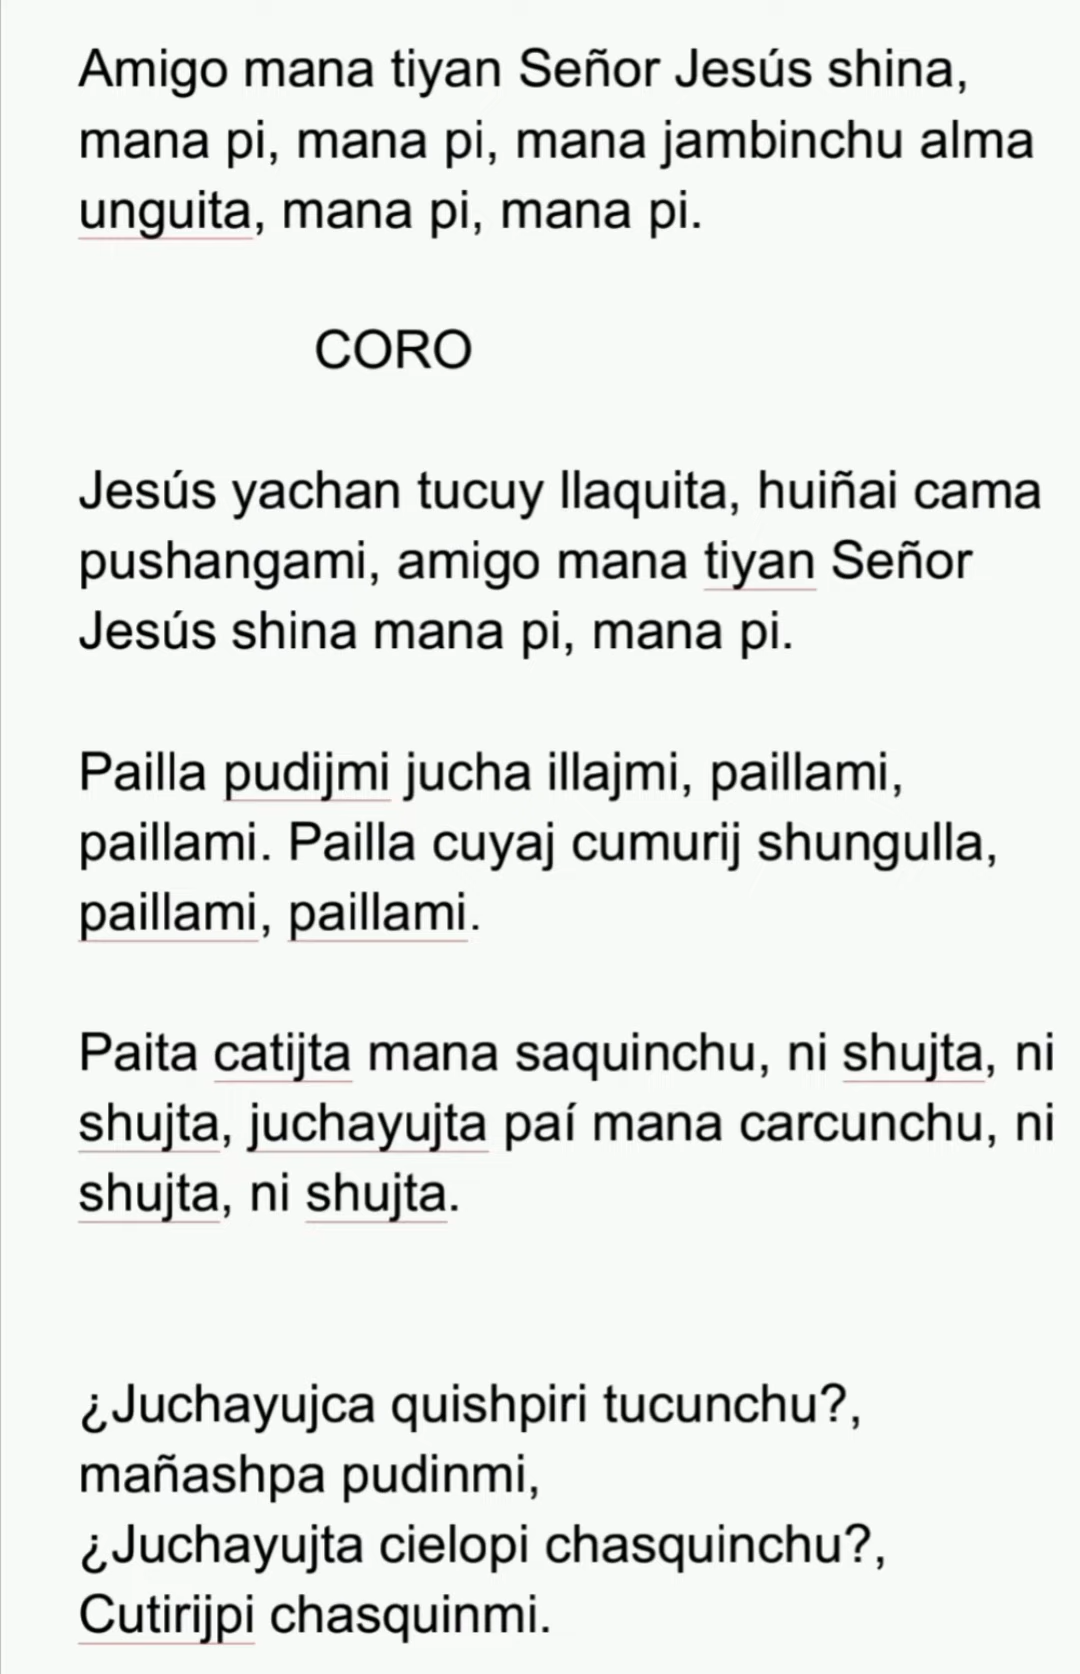 Amigo mana tiyan Señor Jesús shina,
mana pi, mana pi, mana jambinchu alma
unguita, mana pi, mana pi.
CORO
Jesús yachan tucuy llaquita, huiñai cama
pushangami, amigo mana tiyan Señor
Jesús shina mana pi, mana pi.
Pailla pudijmi jucha illajmi, paillami,
paillami. Pailla cuyaj cumurij shungulla,
paillami, paillami.
Paita catijta mana saquinchu, ni shujta, ni
shujta, juchayujta paí mana carcunchu, ni
shujta, ni shujta.
¿Juchayujca quishpiri tucunchu?,
mañashpa pudinmi,
¿Juchayujta cielopi chasquinchu?,
Cutirijpi chasquinmi.